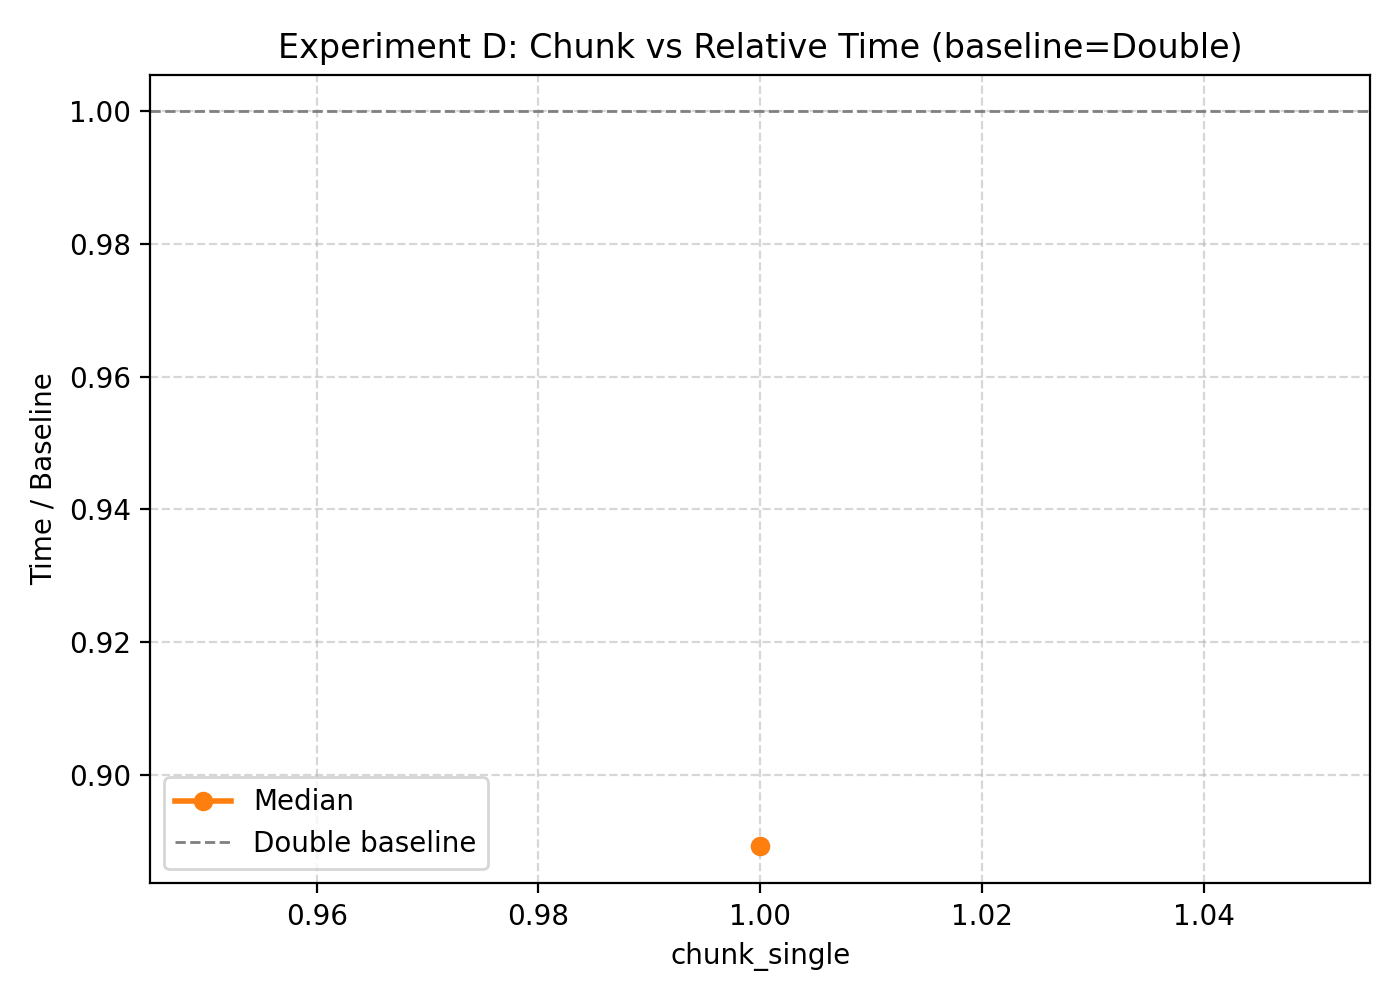 Experiment D: Chunk vs Relative Time (baseline=Double)
Time / Baseline
1.00
0.98
0.96
0.94
0.92
0.90
Median
Double baseline
0.96 0.98 1.00 1.02 1.04
chunk_single